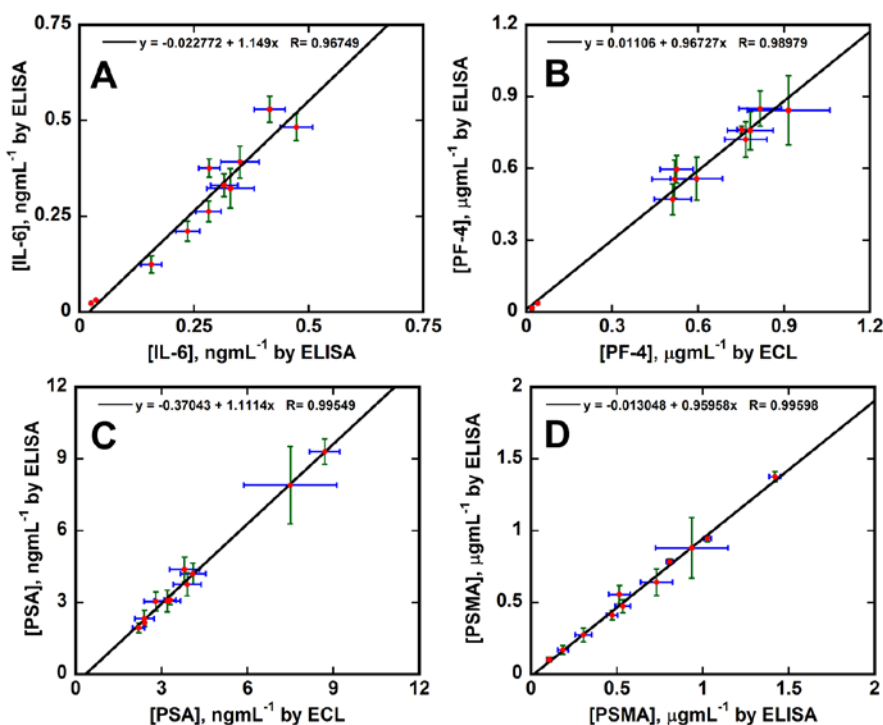 A
y = -0.022772 + 1.149x R= 0.96749
[IL-6], ngmL⁻¹ by ELISA
0.75
0.5
0.25
0
0 0.25 0.5 0.75
[IL-6], ngmL⁻¹ by ELISA
B
y = 0.01106 + 0.96727x R= 0.98979
[PF-4], μgmL⁻¹ by ELISA
1.2
0.9
0.6
0.3
0
0 0.3 0.6 0.9 1.2
[PF-4], μgmL⁻¹ by ECL
C
y = -0.37043 + 1.1114x R= 0.99549
[PSA], ngmL⁻¹ by ELISA
12
9
6
3
0
0 3 6 9 12
[PSA], ngmL⁻¹ by ECL
D
y = -0.013048 + 0.95958x R= 0.99598
[PSMA], μgmL⁻¹ by ELISA
2
1.5
1
0.5
0
0 0.5 1 1.5 2
[PSMA], μgmL⁻¹ by ELISA